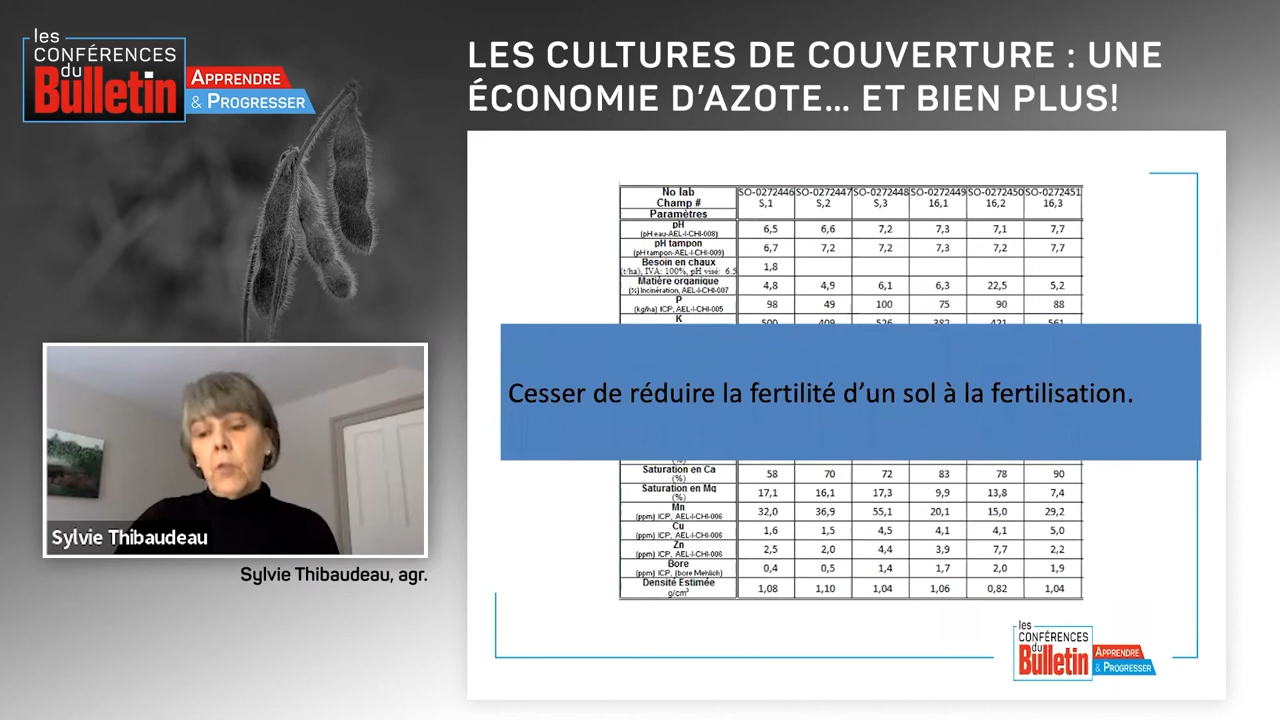 les
CONFÉRENCES
du
Bulletin
APPRENDRE
& PROGRESSER
LES CULTURES DE COUVERTURE : UNE
ÉCONOMIE D'AZOTE... ET BIEN PLUS!
No lab SO-0272446 SO-0272447 SO-0272448 SO-0272449 SO-0272450 SO-0272451
Champ # S,1 S,2 S,3 16,1 16,2 16,3
Paramètres
pH 6,5 6,6 7,2 7,3 7,1 7,7
(pH eau-AEL-I-CHI-008)
pH tampon 6,7 7,2 7,2 7,3 7,2 7,7
(pH tampon-AEL-I-CHI-009)
Besoin en chaux 1,8
(t/ha), IVA: 100%, pH visé: 6.5
Matière organique 4,8 4,9 6,1 6,3 22,5 5,2
(%) Incinération, AEL-I-CHI-007
P 98 49 100 75 90 88
(kg/ha) ICP, AEL-I-CHI-005
K 500 409 526 382 421 561
Cesser de réduire la fertilité d'un sol à la fertilisation.
(%)
Saturation en Ca 58 70 72 83 78 90
(%)
Saturation en Mg 17,1 16,1 17,3 9,9 13,8 7,4
(%)
Mn 32,0 36,9 55,1 20,1 15,0 29,2
(ppm) ICP, AEL-I-CHI-006
Cu 1,6 1,5 4,5 4,1 4,1 5,0
(ppm) ICP, AEL-I-CHI-006
Zn 2,5 2,0 4,4 3,9 7,7 2,2
(ppm) ICP, AEL-I-CHI-006
Bore 0,4 0,5 1,4 1,7 2,0 1,9
(ppm) ICP, (bore Mehlich)
Densité Estimée 1,08 1,10 1,04 1,06 0,82 1,04
g/cm³
Sylvie Thibaudeau
Sylvie Thibaudeau, agr.
les
CONFÉRENCES
du
Bulletin
APPRENDRE
& PROGRESSER